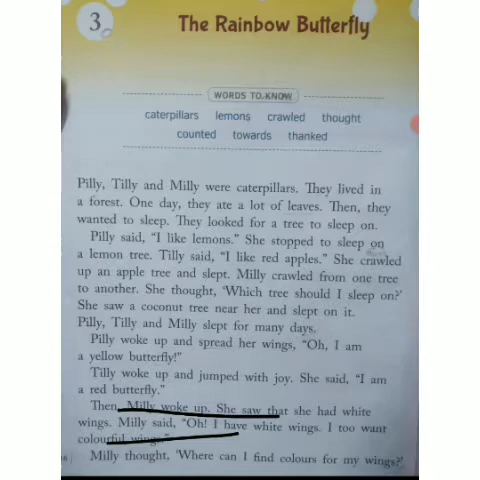 3
The Rainbow Butterfly
WORDS TO KNOW
caterpillars lemons crawled thought
counted towards thanked
Pilly, Tilly and Milly were caterpillars. They lived in
a forest. One day, they ate a lot of leaves. Then, they
wanted to sleep. They looked for a tree to sleep on.
Pilly said, “I like lemons.” She stopped to sleep on
a lemon tree. Tilly said, “I like red apples.” She crawled
up an apple tree and slept. Milly crawled from one tree
to another. She thought, ‘Which tree should I sleep on?’
She saw a coconut tree near her and slept on it.
Pilly, Tilly and Milly slept for many days.
Pilly woke up and spread her wings, “Oh, I am
a yellow butterfly!”
Tilly woke up and jumped with joy. She said, “I am
a red butterfly.”
Then, Milly woke up. She saw that she had white
wings. Milly said, “Oh! I have white wings. I too want
colourful wings.”
Milly thought, ‘Where can I find colours for my wings?’